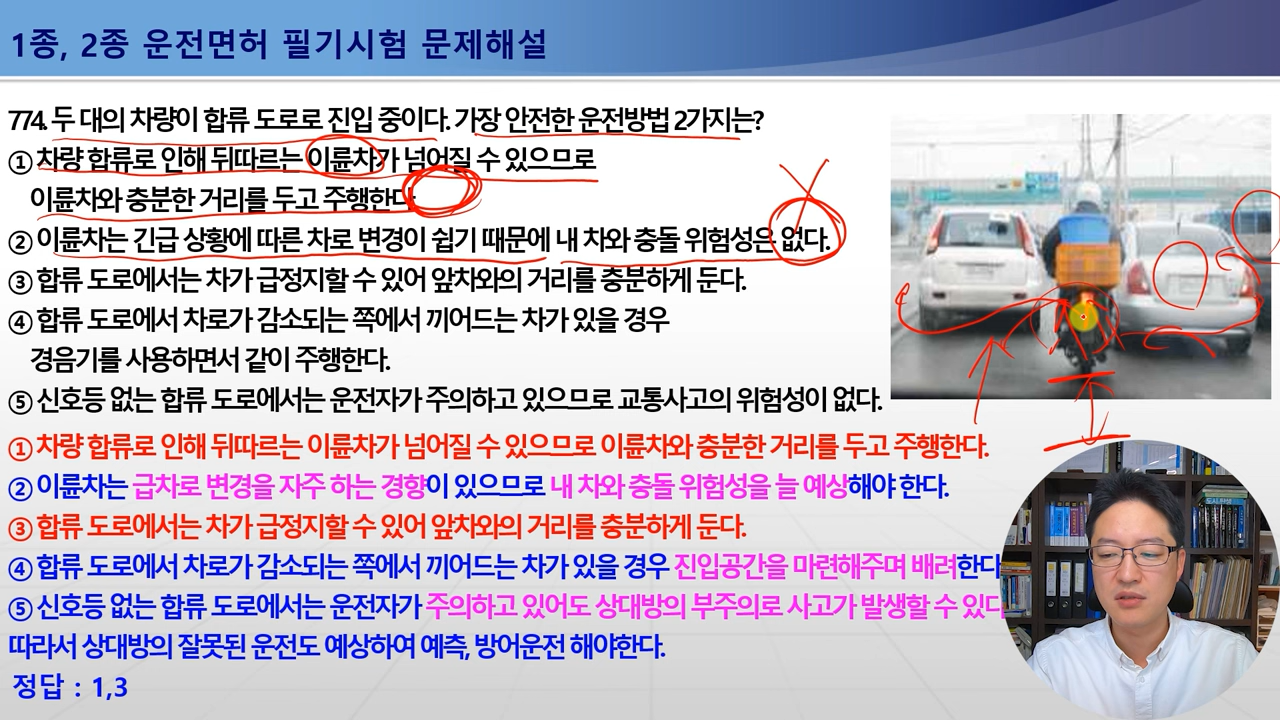 1종, 2종 운전면허 필기시험 문제해설
774. 두 대의 차량이 합류 도로로 진입 중이다. 가장 안전한 운전방법 2가지는?
① 차량 합류로 인해 뒤따르는 이륜차가 넘어질 수 있으므로
이륜차와 충분한 거리를 두고 주행한다
② 이륜차는 긴급 상황에 따른 차로 변경이 쉽기 때문에 내 차와 충돌 위험성은 없다.
③ 합류 도로에서는 차가 급정지할 수 있어 앞차와의 거리를 충분하게 둔다.
④ 합류 도로에서 차로가 감소되는 쪽에서 끼어드는 차가 있을 경우
경음기를 사용하면서 같이 주행한다.
⑤ 신호등 없는 합류 도로에서는 운전자가 주의하고 있으므로 교통사고의 위험성이 없다.
① 차량 합류로 인해 뒤따르는 이륜차가 넘어질 수 있으므로 이륜차와 충분한 거리를 두고 주행한다.
② 이륜차는 급차로 변경을 자주 하는 경향이 있으므로 내 차와 충돌 위험성을 늘 예상해야 한다.
③ 합류 도로에서는 차가 급정지할 수 있어 앞차와의 거리를 충분하게 둔다.
④ 합류 도로에서 차로가 감소되는 쪽에서 끼어드는 차가 있을 경우 진입공간을 마련해주며 배려한다
⑤ 신호등 없는 합류 도로에서는 운전자가 주의하고 있어도 상대방의 부주의로 사고가 발생할 수 있다
따라서 상대방의 잘못된 운전도 예상하여 예측, 방어운전 해야한다.
정답 : 1,3